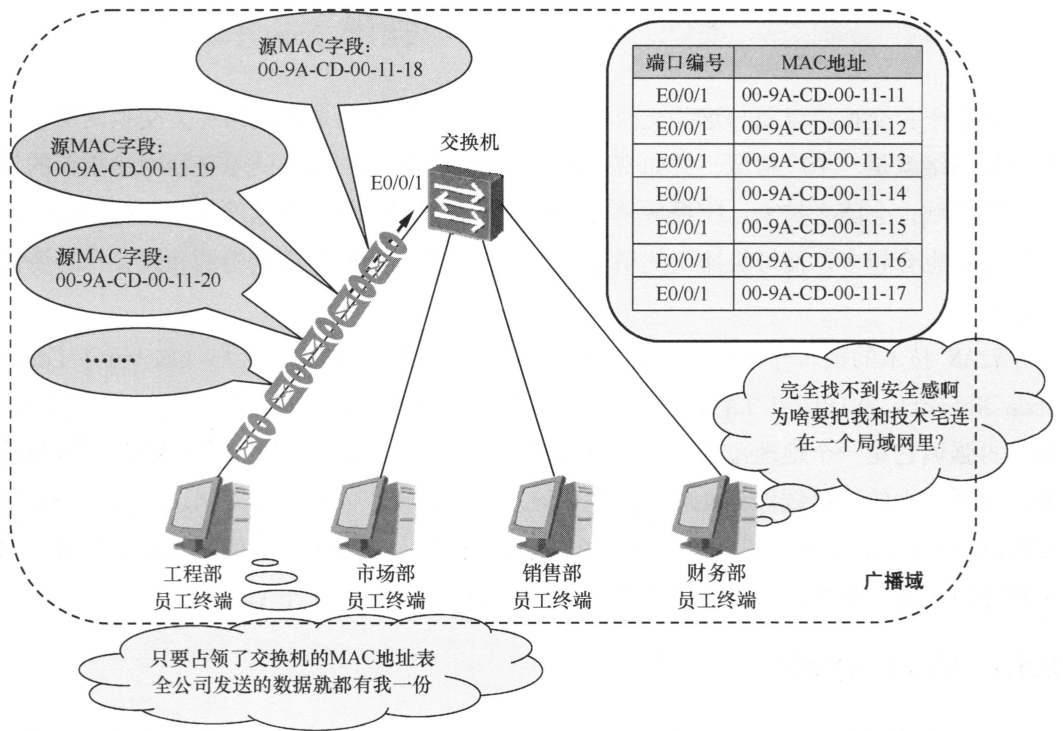 源MAC字段：
00-9A-CD-00-11-18
源MAC字段：
00-9A-CD-00-11-19
源MAC字段：
00-9A-CD-00-11-20
……
交换机
E0/0/1
端口编号 MAC地址
E0/0/1 00-9A-CD-00-11-11
E0/0/1 00-9A-CD-00-11-12
E0/0/1 00-9A-CD-00-11-13
E0/0/1 00-9A-CD-00-11-14
E0/0/1 00-9A-CD-00-11-15
E0/0/1 00-9A-CD-00-11-16
E0/0/1 00-9A-CD-00-11-17
完全找不到安全感啊
为啥要把我和技术宅连
在一个局域网里？
工程部
员工终端
市场部
员工终端
销售部
员工终端
财务部
员工终端
广播域
只要占领了交换机的MAC地址表
全公司发送的数据就都有我一份